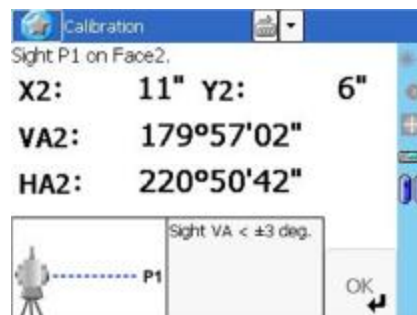 Calibration
Sight P1 on Face2.
X2: 11" Y2: 6"
VA2: 179°57'02"
HA2: 220°50'42"
Sight VA < ±3 deg.
P1
OK